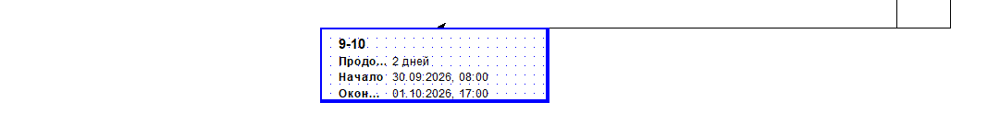 9-10
Продо... 2 дней
Начало 30.09.2026, 08:00
Окон... 01.10.2026, 17:00